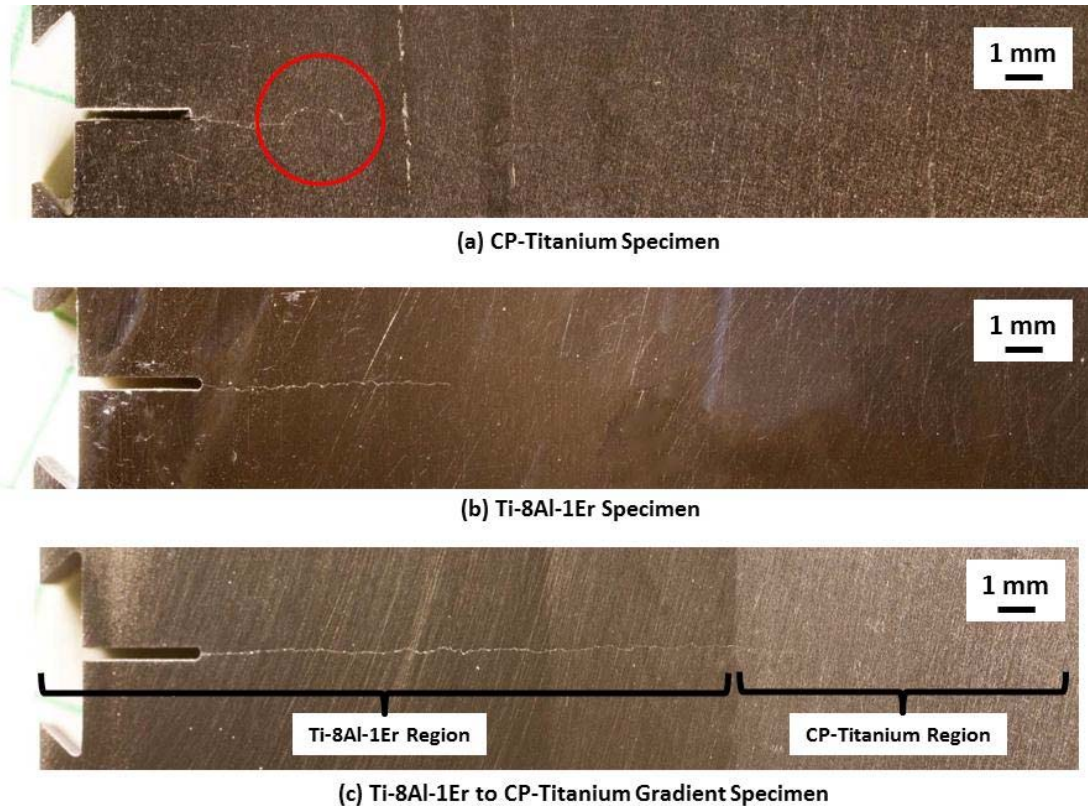 1 mm
(a) CP-Titanium Specimen
1 mm
(b) Ti-8Al-1Er Specimen
1 mm
Ti-8Al-1Er Region
CP-Titanium Region
(c) Ti-8Al-1Er to CP-Titanium Gradient Specimen